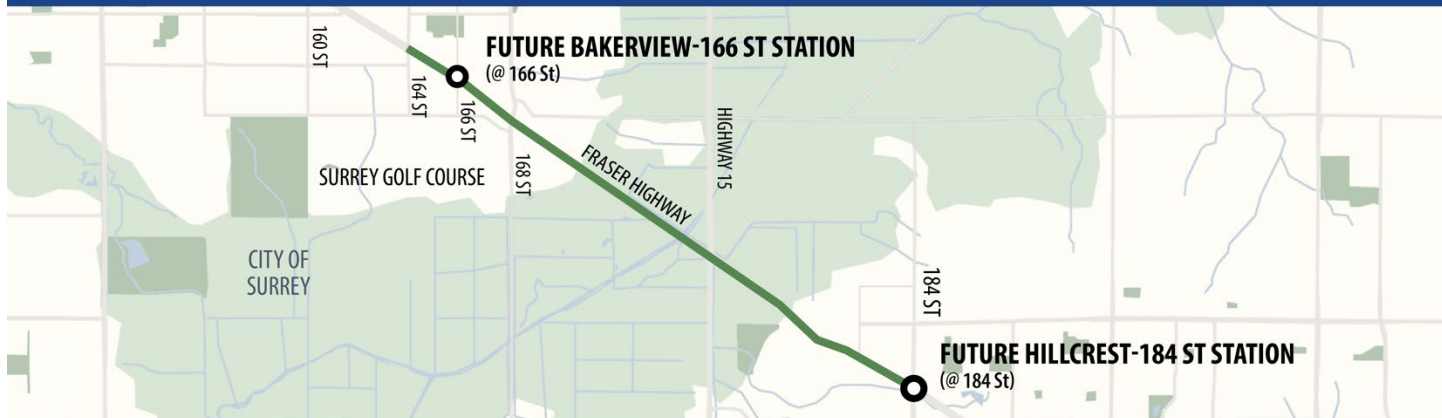 160 ST
FUTURE BAKERVIEW-166 ST STATION
(@ 166 St)
164 ST
166 ST
HIGHWAY 15
SURREY GOLF COURSE
168 ST
FRASER HIGHWAY
CITY OF
SURREY
184 ST
FUTURE HILLCREST-184 ST STATION
(@ 184 St)